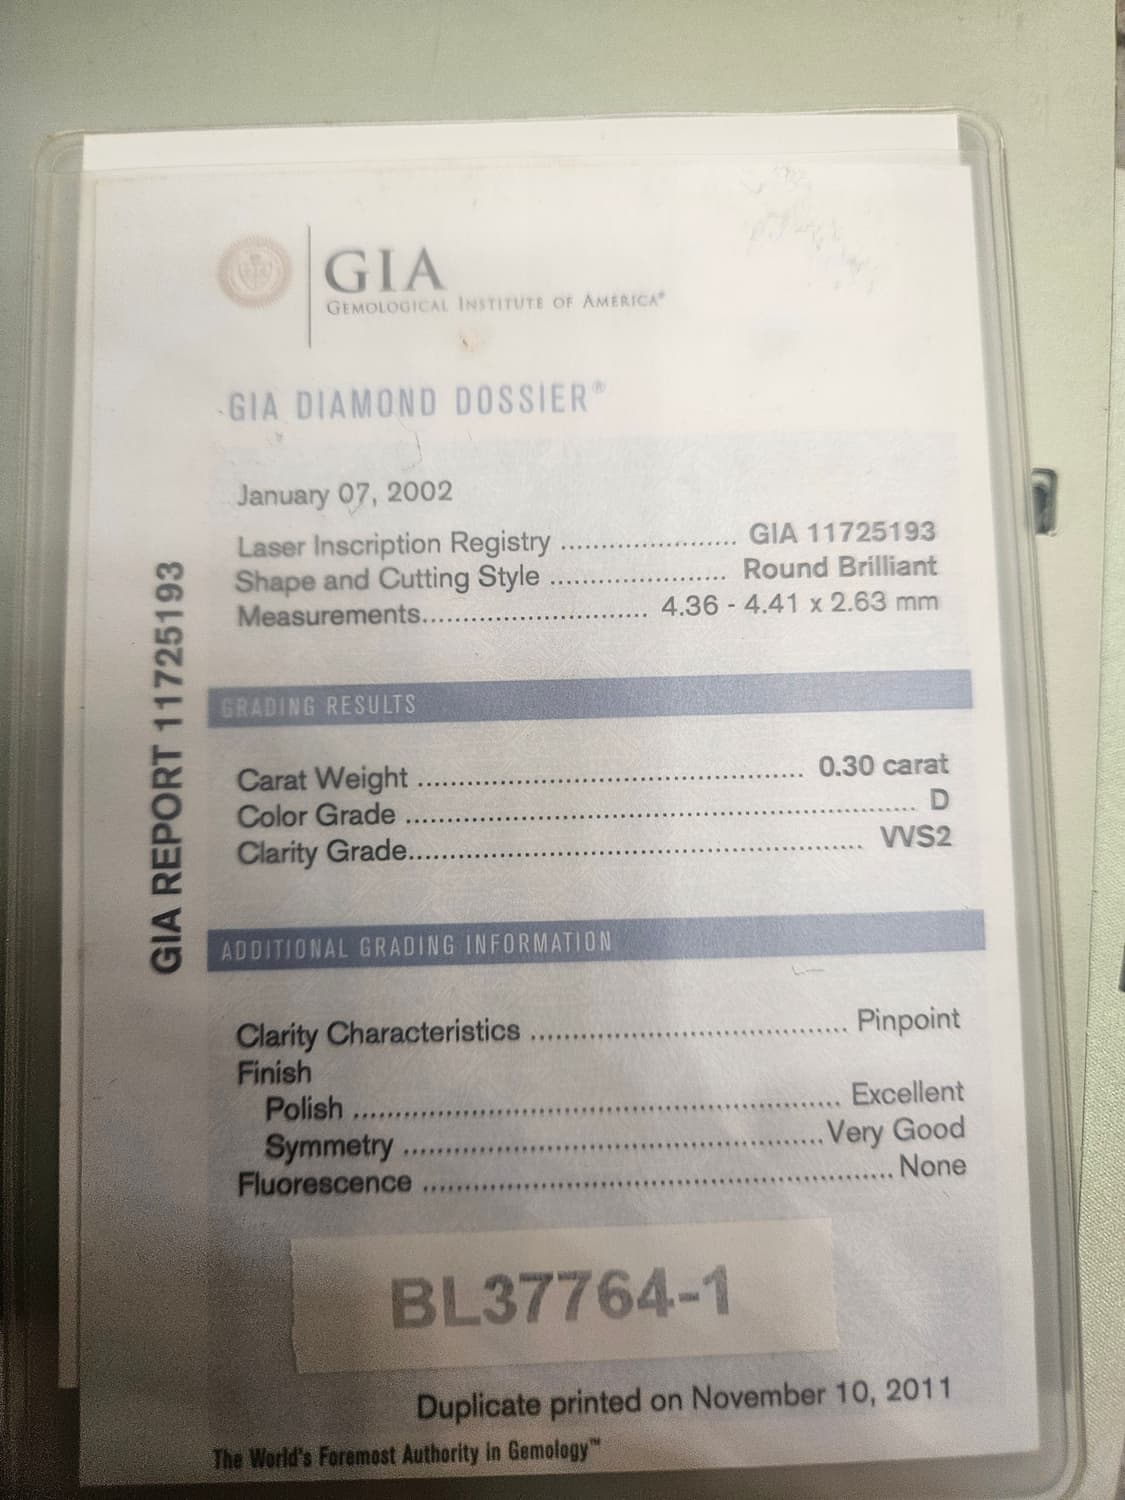 GIA
GEMOLOGICAL INSTITUTE OF AMERICA®
GIA DIAMOND DOSSIER®
January 07, 2002
Laser Inscription Registry ..................... GIA 11725193
Shape and Cutting Style ..................... Round Brilliant
Measurements........................... 4.36 - 4.41 x 2.63 mm
GRADING RESULTS
Carat Weight .............................................. 0.30 carat
Color Grade ............................................................. D
Clarity Grade...................................................... VVS2
ADDITIONAL GRADING INFORMATION
Clarity Characteristics ...................................... Pinpoint
Finish
Polish .......................................................... Excellent
Symmetry ..................................................Very Good
Fluorescence ........................................................ None
BL37764-1
Duplicate printed on November 10, 2011
The World's Foremost Authority in Gemology™
GIA REPORT 11725193